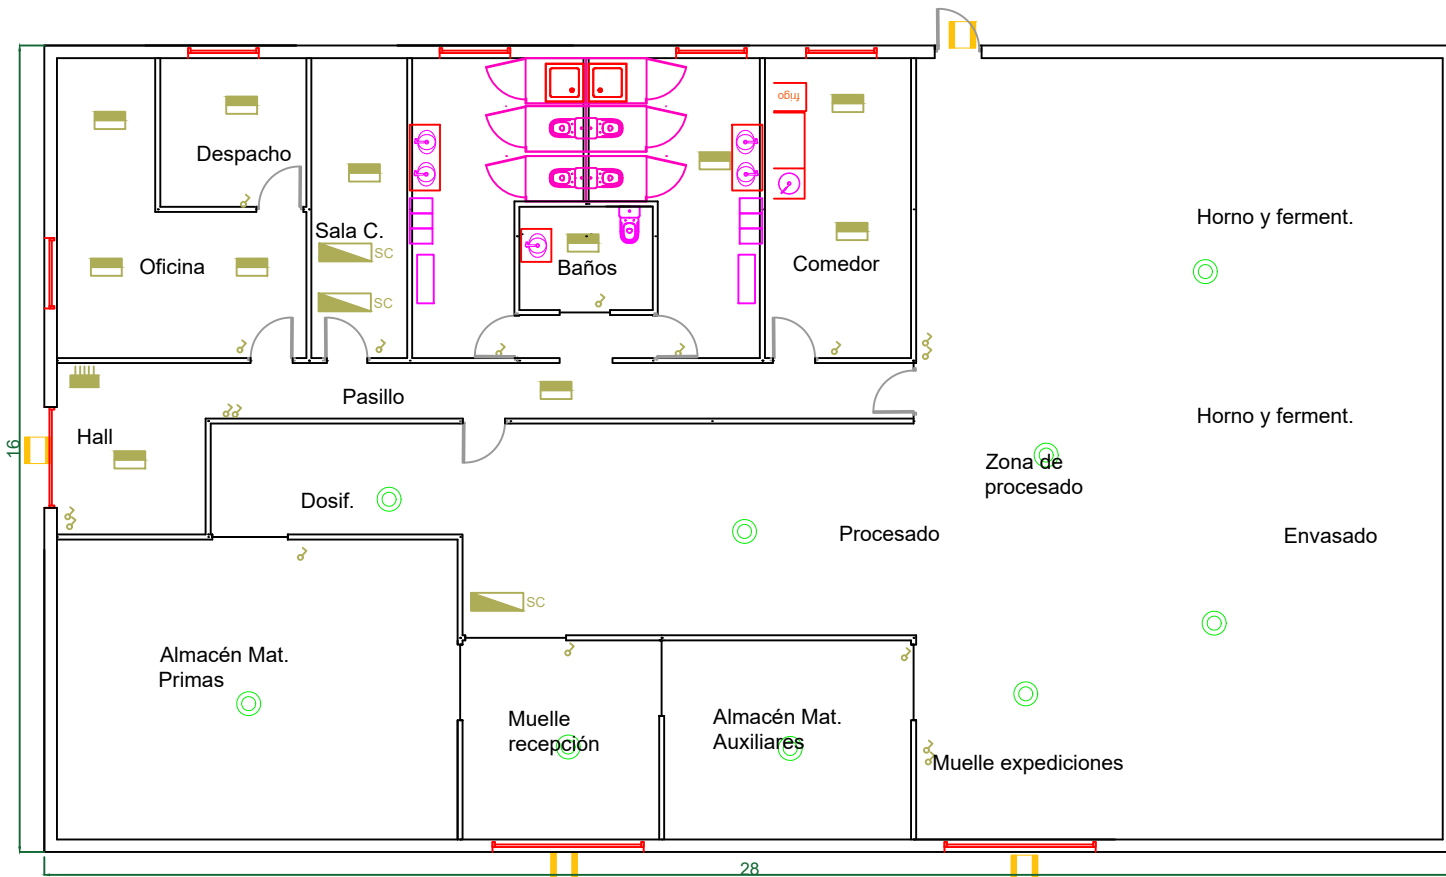 frigo
Despacho
Horno y ferment.
Sala C.
SC
Oficina
Baños
Comedor
SC
Pasillo
Horno y ferment.
Hall
16
Zona de
procesado
Dosif.
Procesado
Envasado
SC
Almacén Mat.
Primas
Muelle
recepción
Almacén Mat.
Auxiliares
Muelle expediciones
28